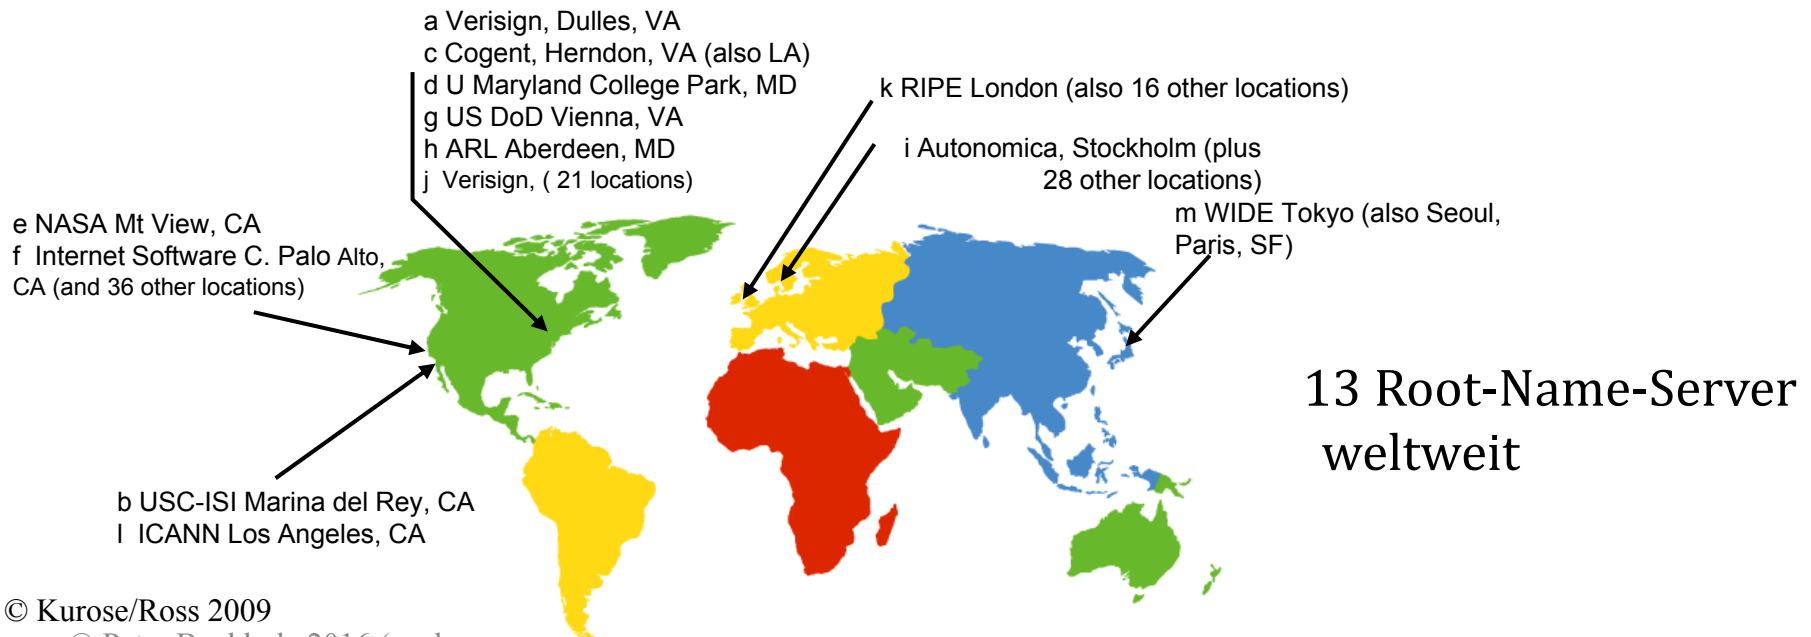 a Verisign, Dulles, VA
c Cogent, Herndon, VA (also LA)
d U Maryland College Park, MD
g US DoD Vienna, VA
h ARL Aberdeen, MD
j Verisign, ( 21 locations)
k RIPE London (also 16 other locations)
i Autonomica, Stockholm (plus
28 other locations)
m WIDE Tokyo (also Seoul,
Paris, SF)
e NASA Mt View, CA
f Internet Software C. Palo Alto,
CA (and 36 other locations)
13 Root-Name-Server
weltweit
b USC-ISI Marina del Rey, CA
l ICANN Los Angeles, CA
© Kurose/Ross 2009